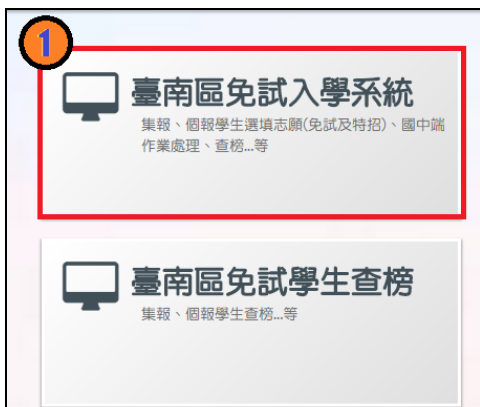 1
臺南區免試入學系統
集報、個報學生選填志願(免試及特招)、國中端
作業處理、查榜...等
臺南區免試學生查榜
集報、個報學生查榜...等